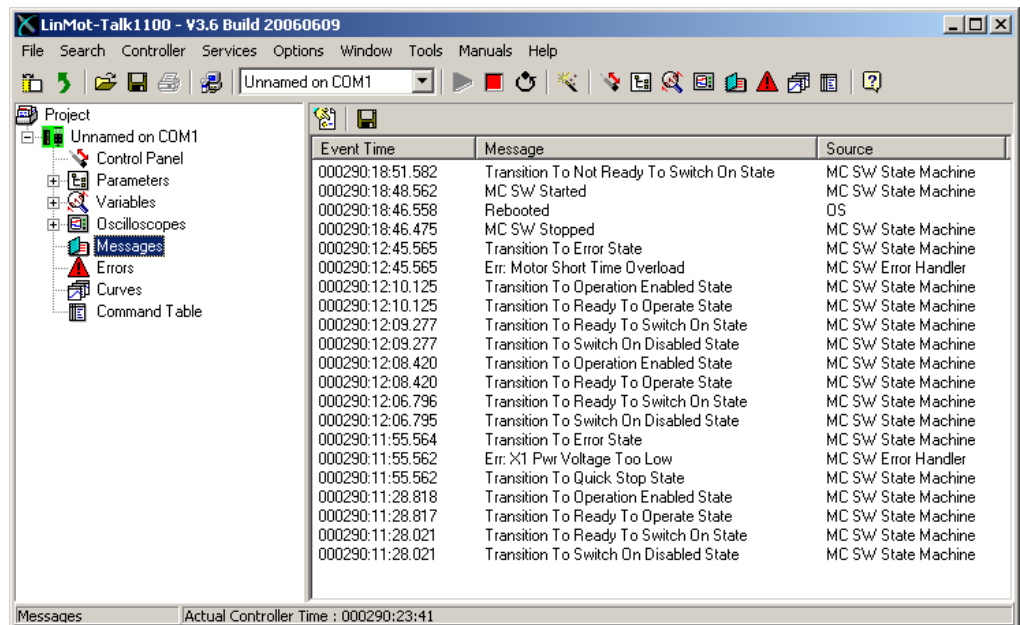 LinMot-Talk1100 - V3.6 Build 20060609
File Search Controller Services Options Window Tools Manuals Help
Unnamed on COM1
Project
Unnamed on COM1
Control Panel
Parameters
Variables
Oscilloscopes
Messages
Errors
Curves
Command Table
Event Time Message Source
000290:18:51.582 Transition To Not Ready To Switch On State MC SW State Machine
000290:18:48.562 MC SW Started MC SW State Machine
000290:18:46.558 Rebooted OS
000290:18:46.475 MC SW Stopped MC SW State Machine
000290:12:45.565 Transition To Error State MC SW State Machine
000290:12:45.565 Err: Motor Short Time Overload MC SW Error Handler
000290:12:10.125 Transition To Operation Enabled State MC SW State Machine
000290:12:10.125 Transition To Ready To Operate State MC SW State Machine
000290:12:09.277 Transition To Ready To Switch On State MC SW State Machine
000290:12:09.277 Transition To Switch On Disabled State MC SW State Machine
000290:12:08.420 Transition To Operation Enabled State MC SW State Machine
000290:12:08.420 Transition To Ready To Operate State MC SW State Machine
000290:12:06.796 Transition To Ready To Switch On State MC SW State Machine
000290:12:06.795 Transition To Switch On Disabled State MC SW State Machine
000290:11:55.564 Transition To Error State MC SW State Machine
000290:11:55.562 Err: X1 Pwr Voltage Too Low MC SW Error Handler
000290:11:55.562 Transition To Quick Stop State MC SW State Machine
000290:11:28.818 Transition To Operation Enabled State MC SW State Machine
000290:11:28.817 Transition To Ready To Operate State MC SW State Machine
000290:11:28.021 Transition To Ready To Switch On State MC SW State Machine
000290:11:28.021 Transition To Switch On Disabled State MC SW State Machine
Messages Actual Controller Time : 000290:23:41